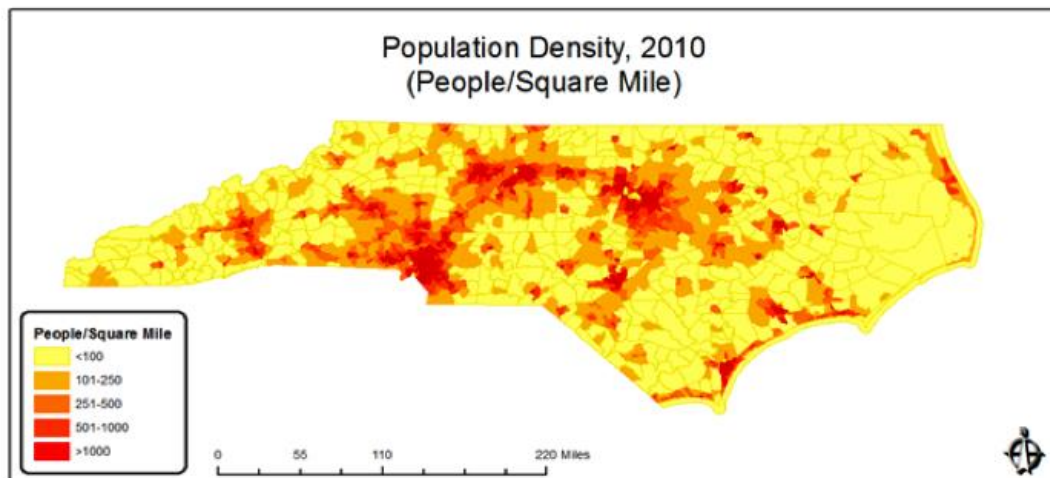 Population Density, 2010
(People/Square Mile)
People/Square Mile
<100
101-250
251-500
501-1000
>1000
0 55 110 220 Miles